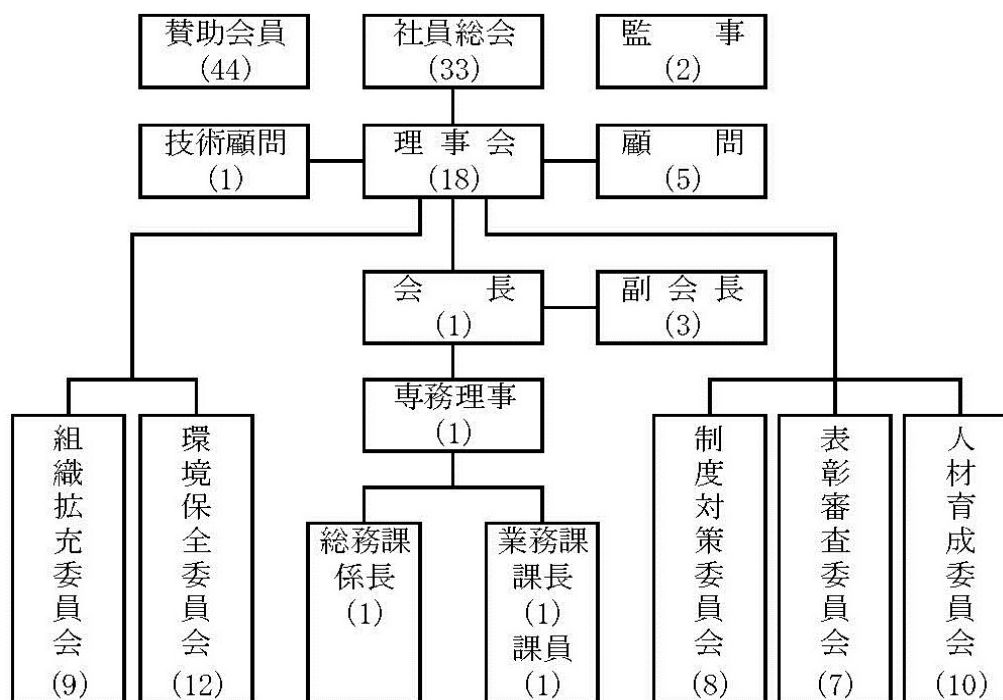 賛助会員
(44)
社員総会
(33)
監　　事
(2)
技術顧問
(1)
理 事 会
(18)
顧　　問
(5)
会　　長
(1)
副 会 長
(3)
専務理事
(1)
組織拡充委員会
(9)
環境保全委員会
(12)
総務課
係長
(1)
業務課
課長
(1)
課員
(1)
制度対策委員会
(8)
表彰審査委員会
(7)
人材育成委員会
(10)